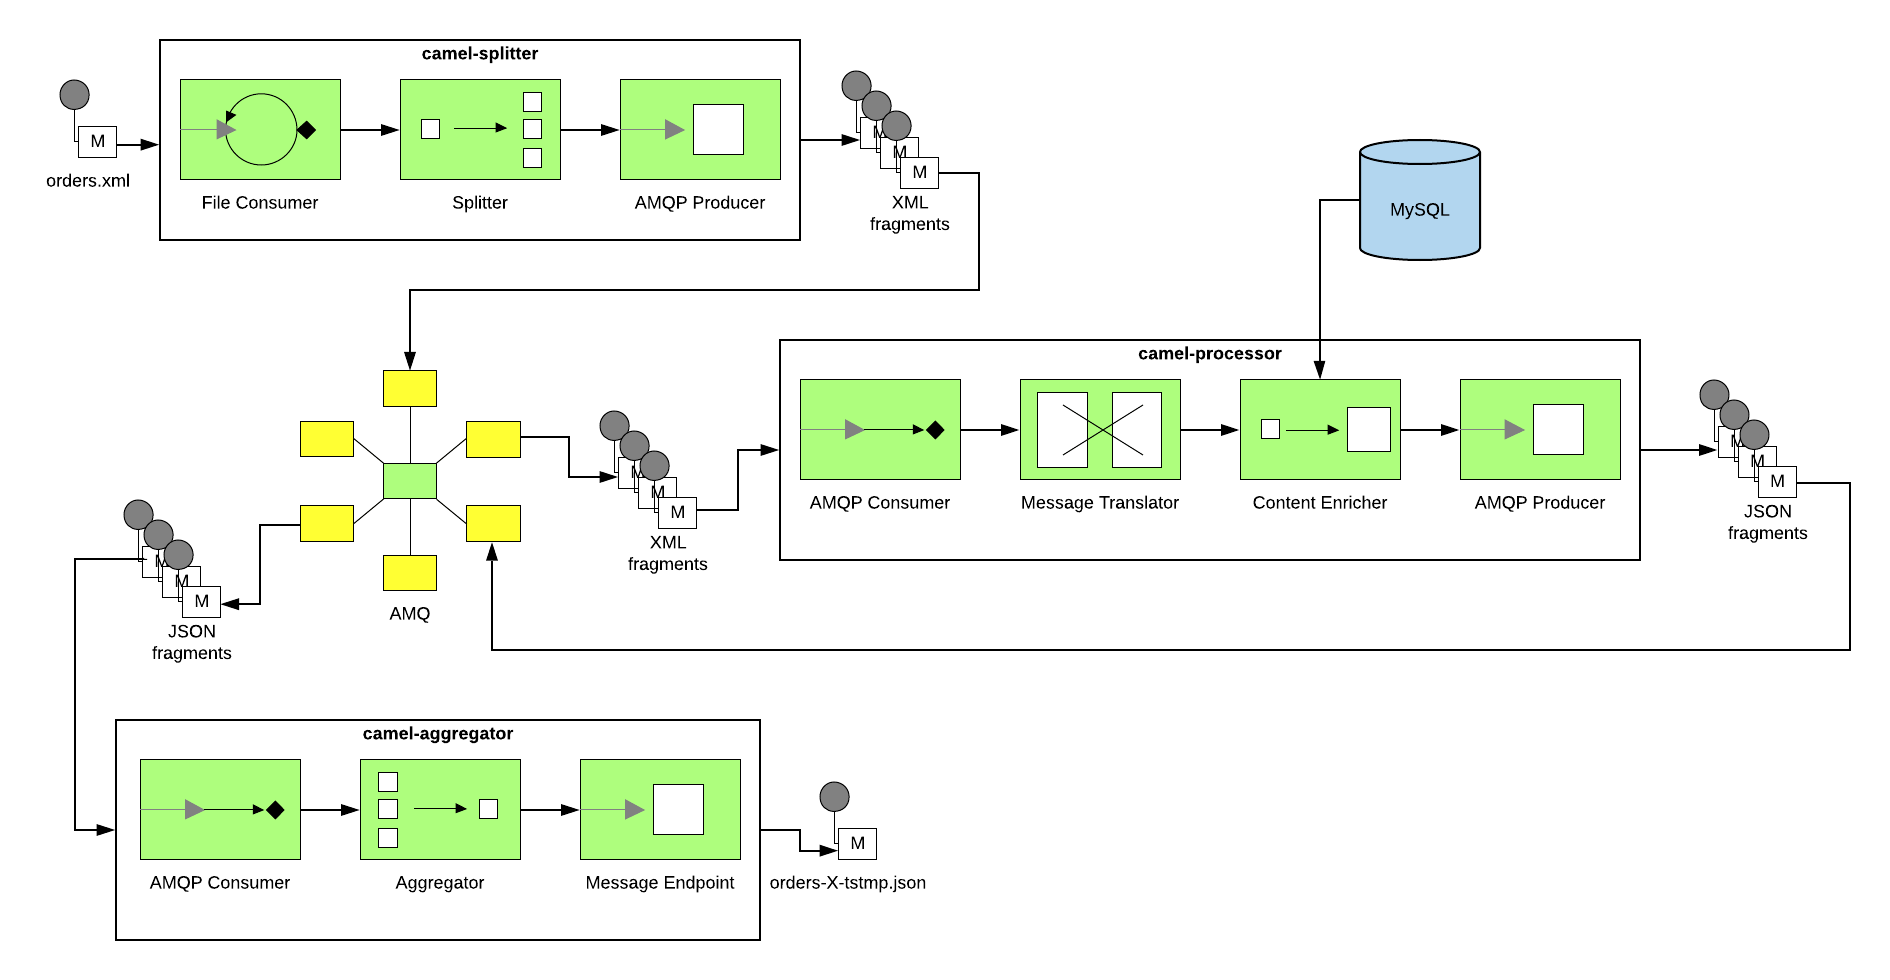 camel-splitter
M
orders.xml
File Consumer
Splitter
AMQP Producer
M
M
M
XML
fragments
MySQL
camel-processor
AMQP Consumer
Message Translator
Content Enricher
AMQP Producer
M
M
M
JSON
fragments
M
M
M
XML
fragments
AMQ
M
M
M
JSON
fragments
camel-aggregator
AMQP Consumer
Aggregator
Message Endpoint
M
orders-X-tstmp.json